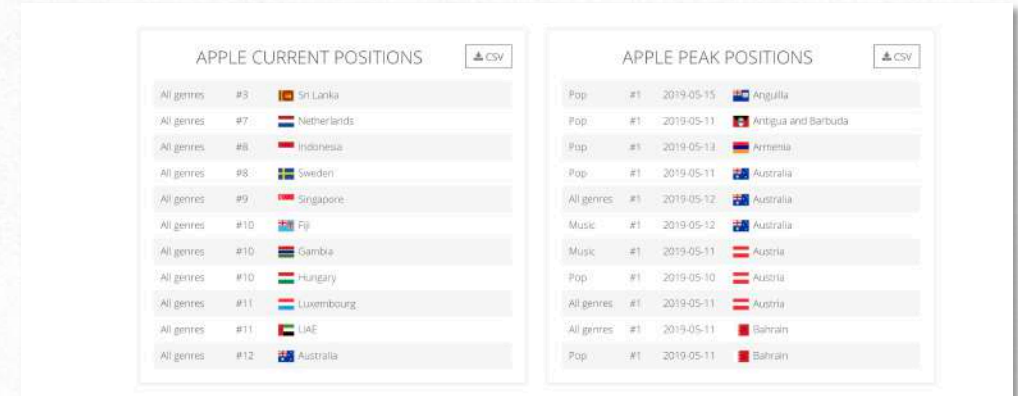 APPLE CURRENT POSITIONS
CSV
All genres #3 Sri Lanka
All genres #7 Netherlands
All genres #8 Indonesia
All genres #8 Sweden
All genres #9 Singapore
All genres #10 Fiji
All genres #10 Gambia
All genres #10 Hungary
All genres #11 Luxembourg
All genres #11 UAE
All genres #12 Australia
APPLE PEAK POSITIONS
CSV
Pop #1 2019-05-15 Anguilla
Pop #1 2019-05-11 Antigua and Barbuda
Pop #1 2019-05-13 Armenia
Pop #1 2019-05-11 Australia
All genres #1 2019-05-12 Australia
Music #1 2019-05-12 Australia
Music #1 2019-05-11 Austria
Pop #1 2019-05-10 Austria
All genres #1 2019-05-11 Austria
All genres #1 2019-05-11 Bahrain
Pop #1 2019-05-11 Bahrain